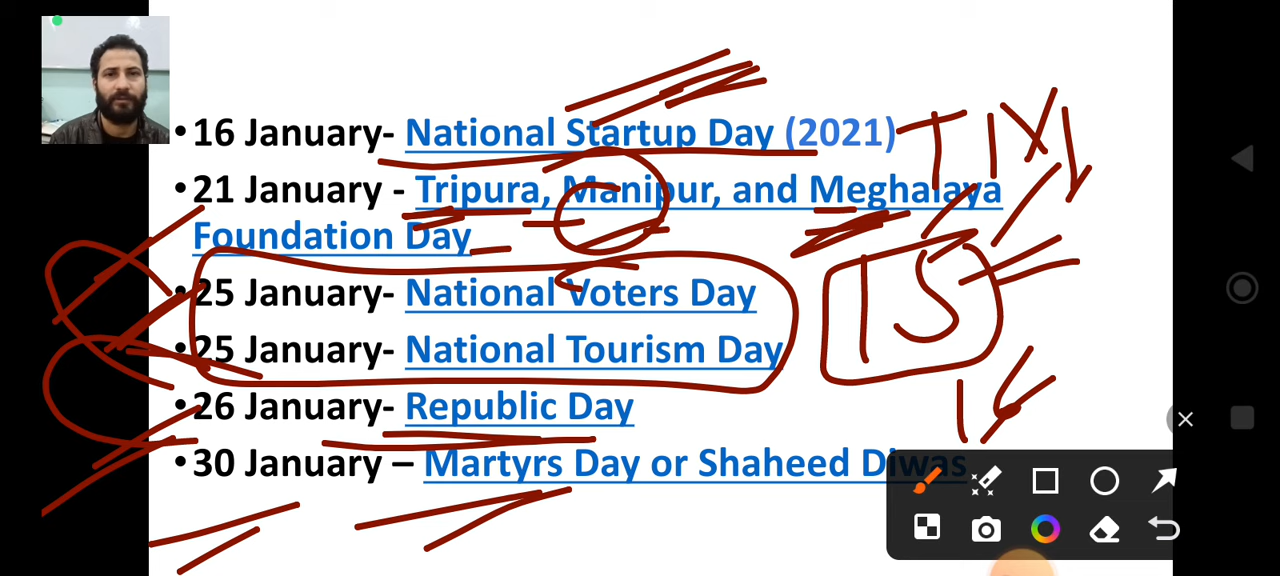 • 16 January- National Startup Day (2021)
• 21 January - Tripura, Manipur, and Meghalaya
Foundation Day
• 25 January- National Voters Day
• 25 January- National Tourism Day
• 26 January- Republic Day
• 30 January – Martyrs Day or Shaheed Diwas
16